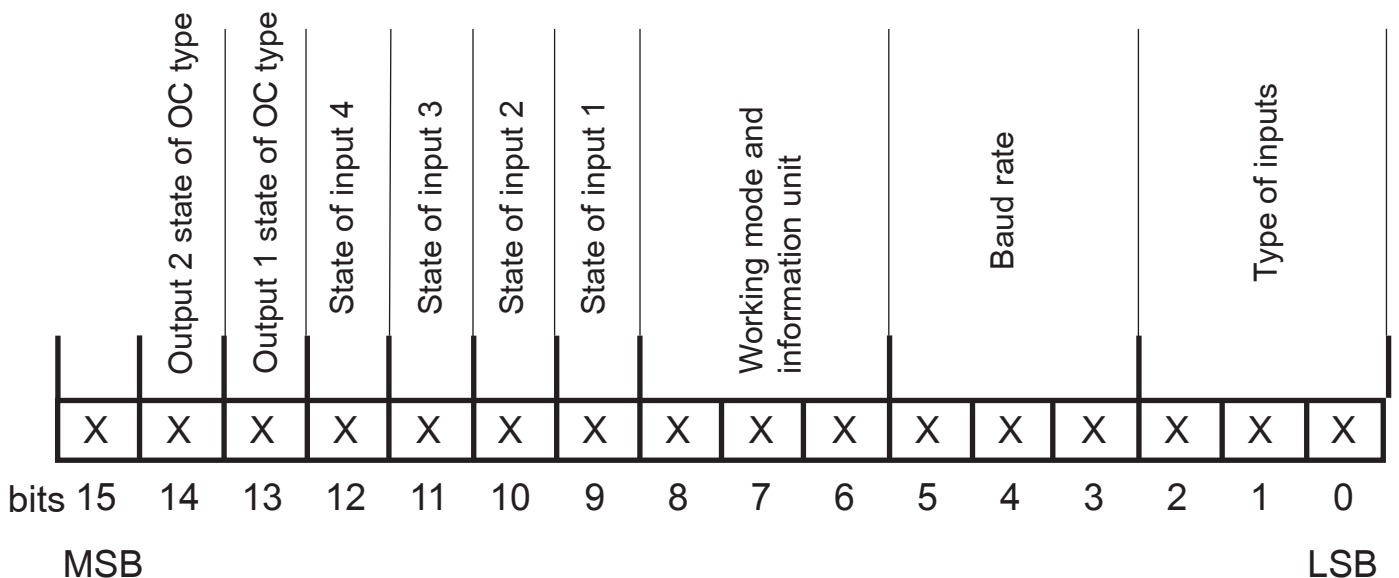 Output 2 state of OC type
Output 1 state of OC type
State of input 4
State of input 3
State of input 2
State of input 1
Working mode and
information unit
Baud rate
Type of inputs
X X X X X X X X X X X X X X X X
bits 15 14 13 12 11 10 9 8 7 6 5 4 3 2 1 0
MSB LSB